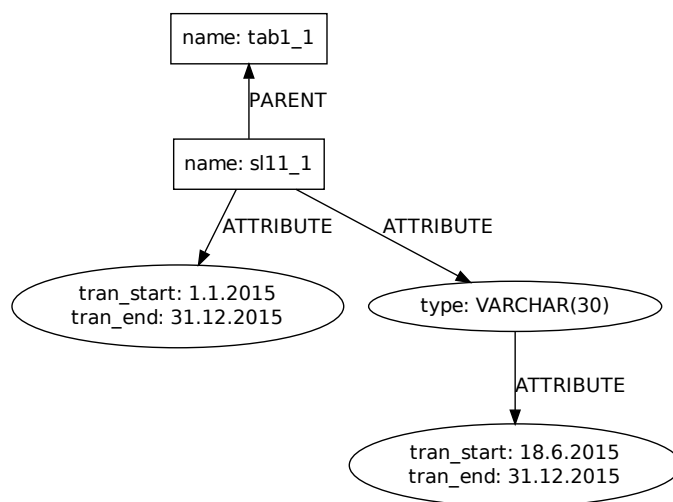 name: tab1_1
PARENT
name: sl11_1
ATTRIBUTE
ATTRIBUTE
tran_start: 1.1.2015
tran_end: 31.12.2015
type: VARCHAR(30)
ATTRIBUTE
tran_start: 18.6.2015
tran_end: 31.12.2015